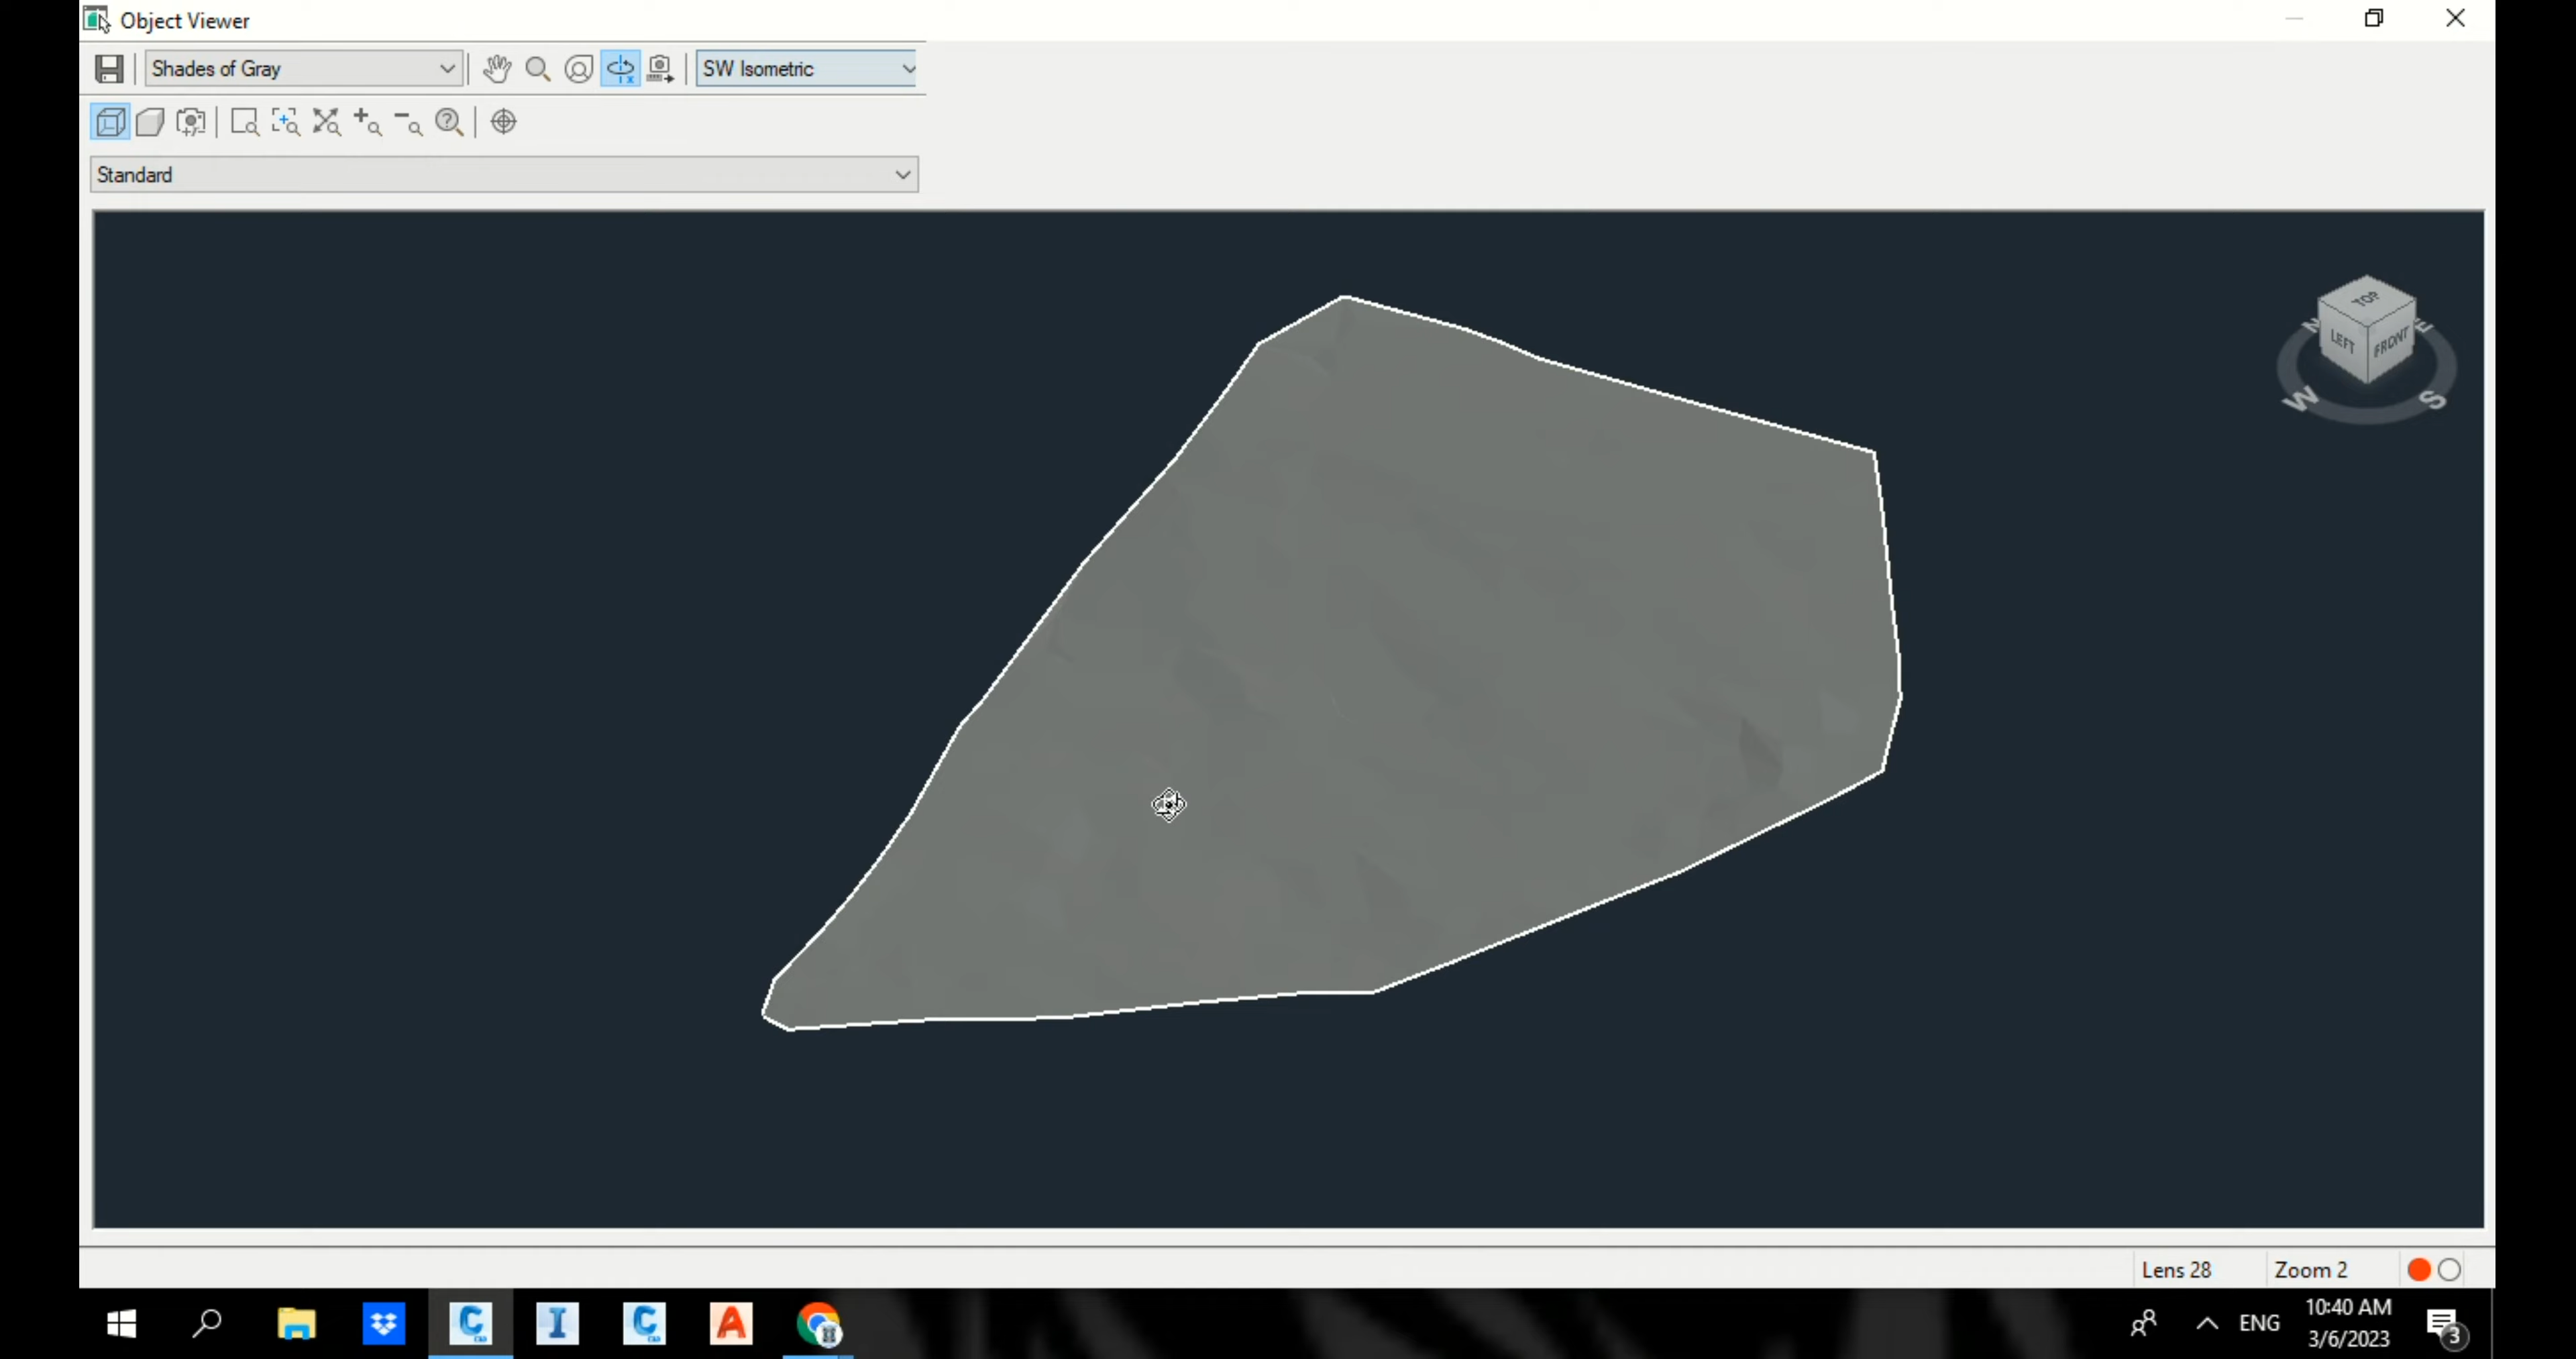 Object Viewer
Shades of Gray
SW Isometric
Standard
TOP
LEFT
FRONT
N
E
W
S
Lens 28
Zoom 2
ENG
10:40 AM
3/6/2023
3